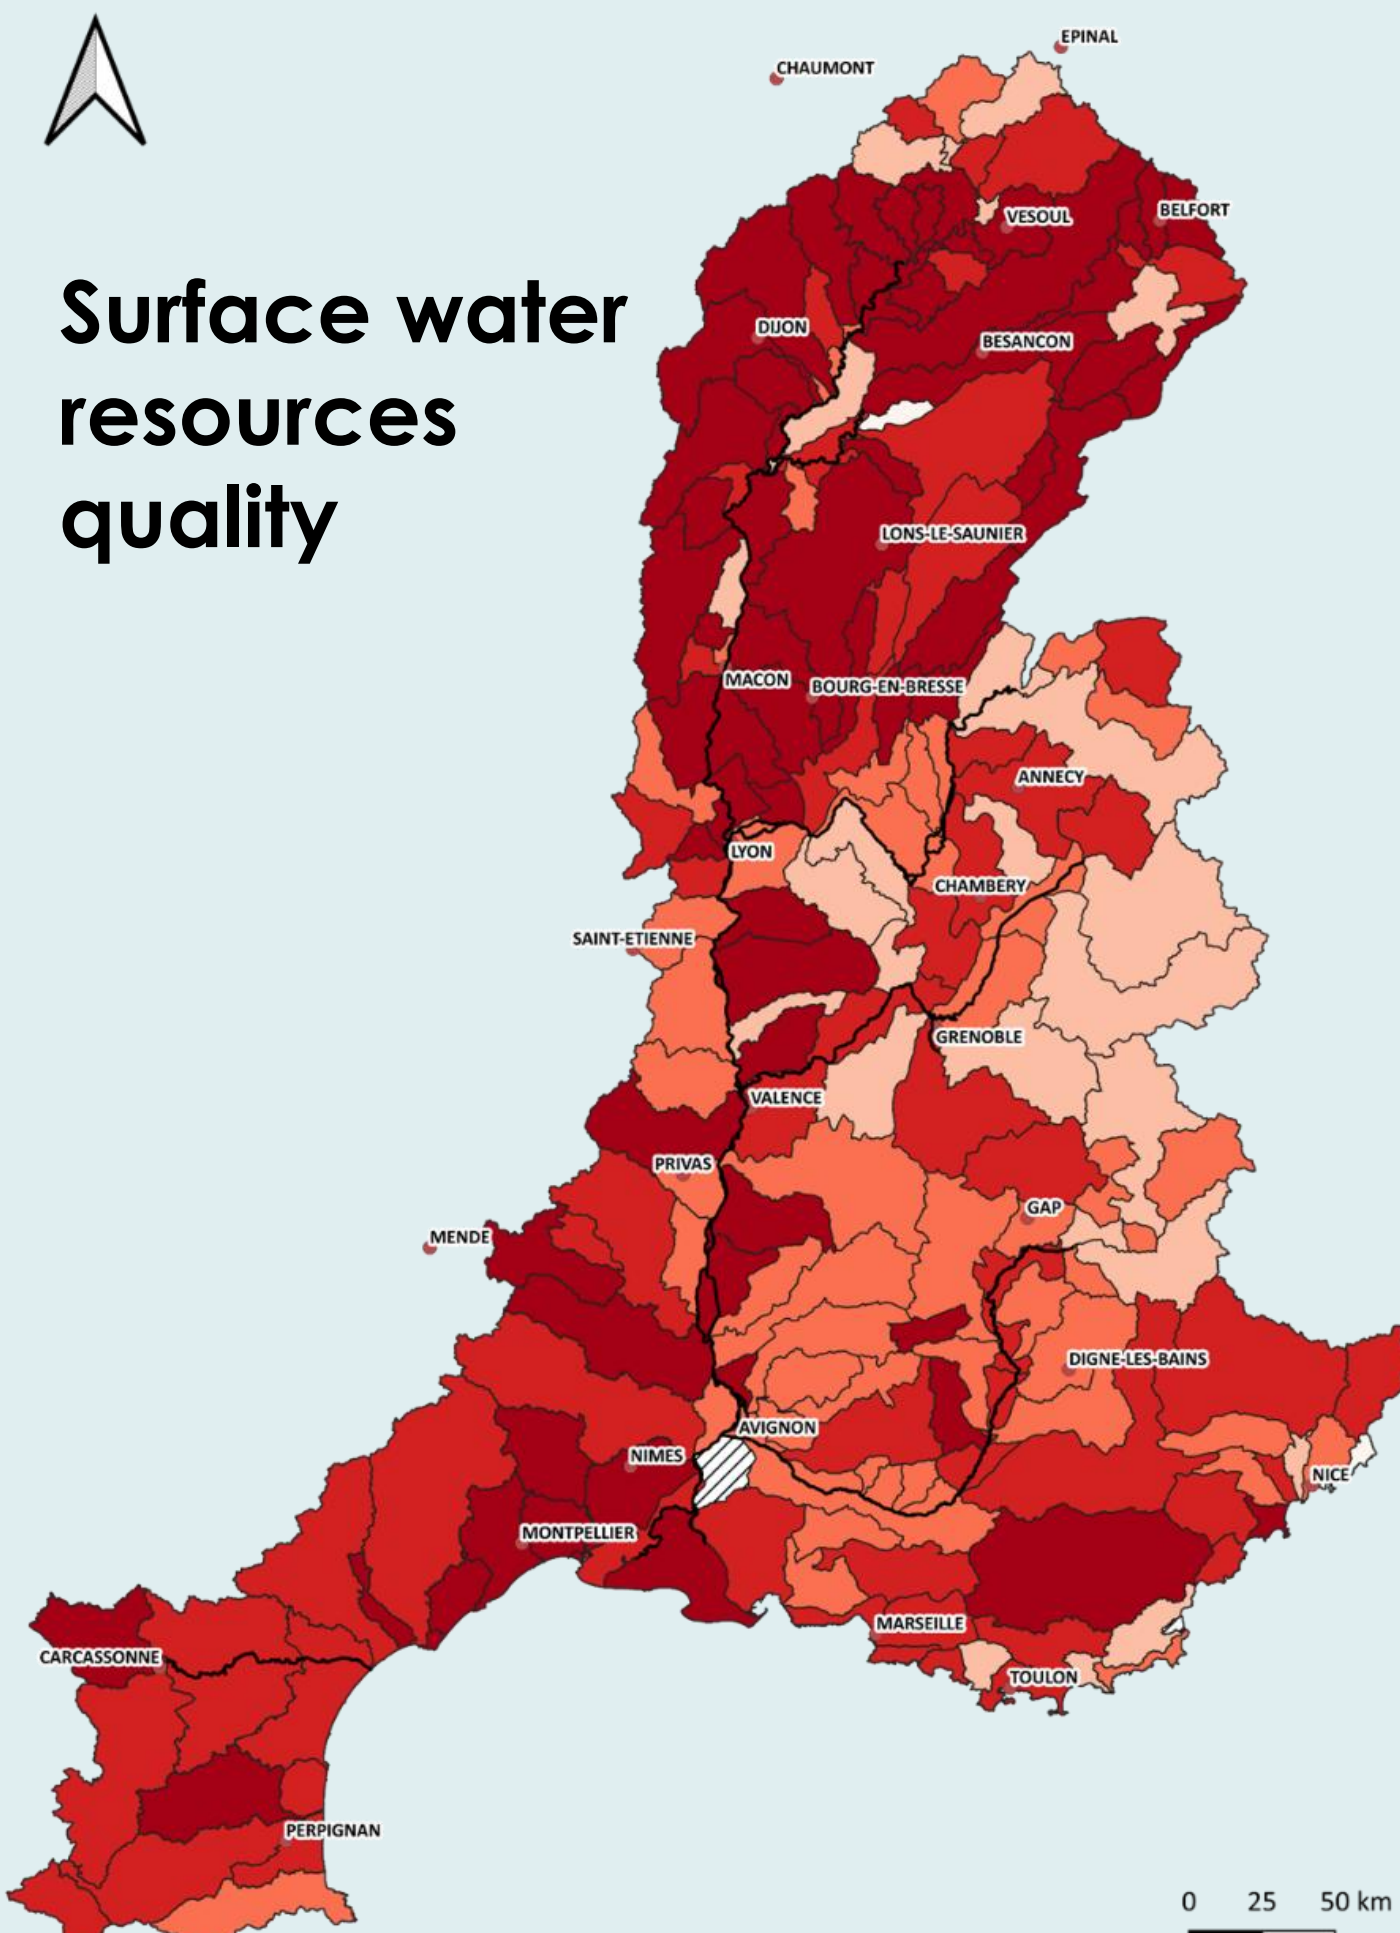 EPINAL
CHAUMONT
VESOUL
BELFORT
Surface water
resources
quality
DIJON
BESANCON
LONS-LE-SAUNIER
MACON
BOURG-EN-BRESSE
ANNECY
LYON
CHAMBERY
SAINT-ETIENNE
GRENOBLE
VALENCE
PRIVAS
GAP
MENDE
DIGNE-LES-BAINS
AVIGNON
NIMES
NICE
MONTPELLIER
MARSEILLE
CARCASSONNE
TOULON
PERPIGNAN
0 25 50 km